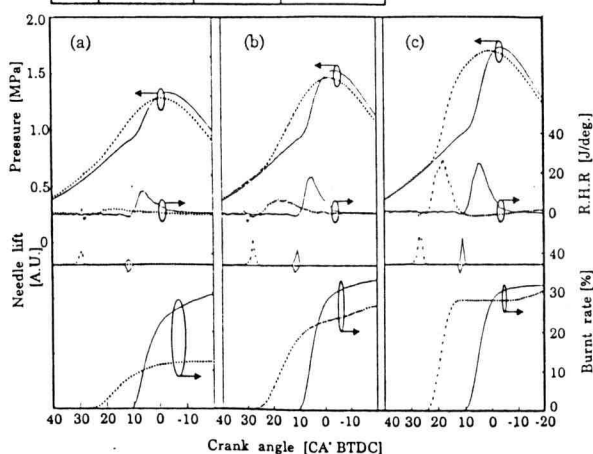 2.0
(a)
(b)
(c)
1.5
1.0
0.5
0
Pressure [MPa]
Needle lift
[A.U.]
40
20
0
R.H.R [J/deg.]
40
30
20
10
0
Burnt rate [%]
40 30 20 10 0 -10
40 30 20 10 0 -10
40 30 20 10 0 -10 -20
Crank angle [CA° BTDC]